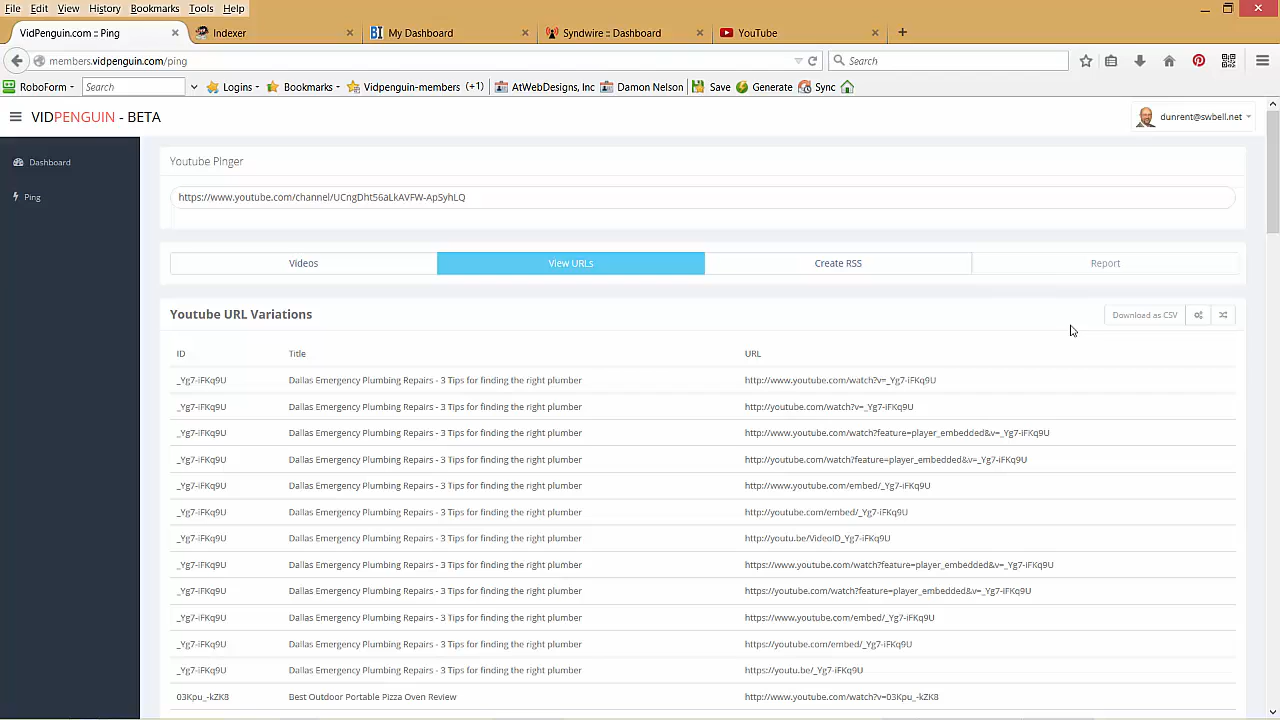 File Edit View History Bookmarks Tools Help
VidPenguin.com :: Ping Indexer My Dashboard Syndwire :: Dashboard YouTube
members.vidpenguin.com/ping Search
RoboForm Search Logins Bookmarks Vidpenguin-members (+1) AtWebDesigns, Inc Damon Nelson Save Generate Sync
VIDPENGUIN - BETA dunrent@swbell.net
Dashboard
Ping
Youtube Pinger
https://www.youtube.com/channel/UCngDht56aLkAVFW-Ap5yhLQ
Videos View URLs Create RSS Report
Youtube URL Variations Download as CSV
ID Title URL
_Yg7-iFKq9U Dallas Emergency Plumbing Repairs - 3 Tips for finding the right plumber http://www.youtube.com/watch?v=_Yg7-iFKq9U
_Yg7-iFKq9U Dallas Emergency Plumbing Repairs - 3 Tips for finding the right plumber http://youtube.com/watch?v=_Yg7-iFKq9U
_Yg7-iFKq9U Dallas Emergency Plumbing Repairs - 3 Tips for finding the right plumber http://www.youtube.com/watch?feature=player_embedded&v=_Yg7-iFKq9U
_Yg7-iFKq9U Dallas Emergency Plumbing Repairs - 3 Tips for finding the right plumber http://youtube.com/watch?feature=player_embedded&v=_Yg7-iFKq9U
_Yg7-iFKq9U Dallas Emergency Plumbing Repairs - 3 Tips for finding the right plumber http://www.youtube.com/embed/_Yg7-iFKq9U
_Yg7-iFKq9U Dallas Emergency Plumbing Repairs - 3 Tips for finding the right plumber http://youtube.com/embed/_Yg7-iFKq9U
_Yg7-iFKq9U Dallas Emergency Plumbing Repairs - 3 Tips for finding the right plumber http://youtu.be/VideoID_Yg7-iFKq9U
_Yg7-iFKq9U Dallas Emergency Plumbing Repairs - 3 Tips for finding the right plumber https://www.youtube.com/watch?feature=player_embedded&v=_Yg7-iFKq9U
_Yg7-iFKq9U Dallas Emergency Plumbing Repairs - 3 Tips for finding the right plumber https://youtube.com/watch?feature=player_embedded&v=_Yg7-iFKq9U
_Yg7-iFKq9U Dallas Emergency Plumbing Repairs - 3 Tips for finding the right plumber https://www.youtube.com/embed/_Yg7-iFKq9U
_Yg7-iFKq9U Dallas Emergency Plumbing Repairs - 3 Tips for finding the right plumber https://youtube.com/embed/_Yg7-iFKq9U
_Yg7-iFKq9U Dallas Emergency Plumbing Repairs - 3 Tips for finding the right plumber https://youtu.be/_Yg7-iFKq9U
03Kpu_-kZK8 Best Outdoor Portable Pizza Oven Review http://www.youtube.com/watch?v=03Kpu_-kZK8